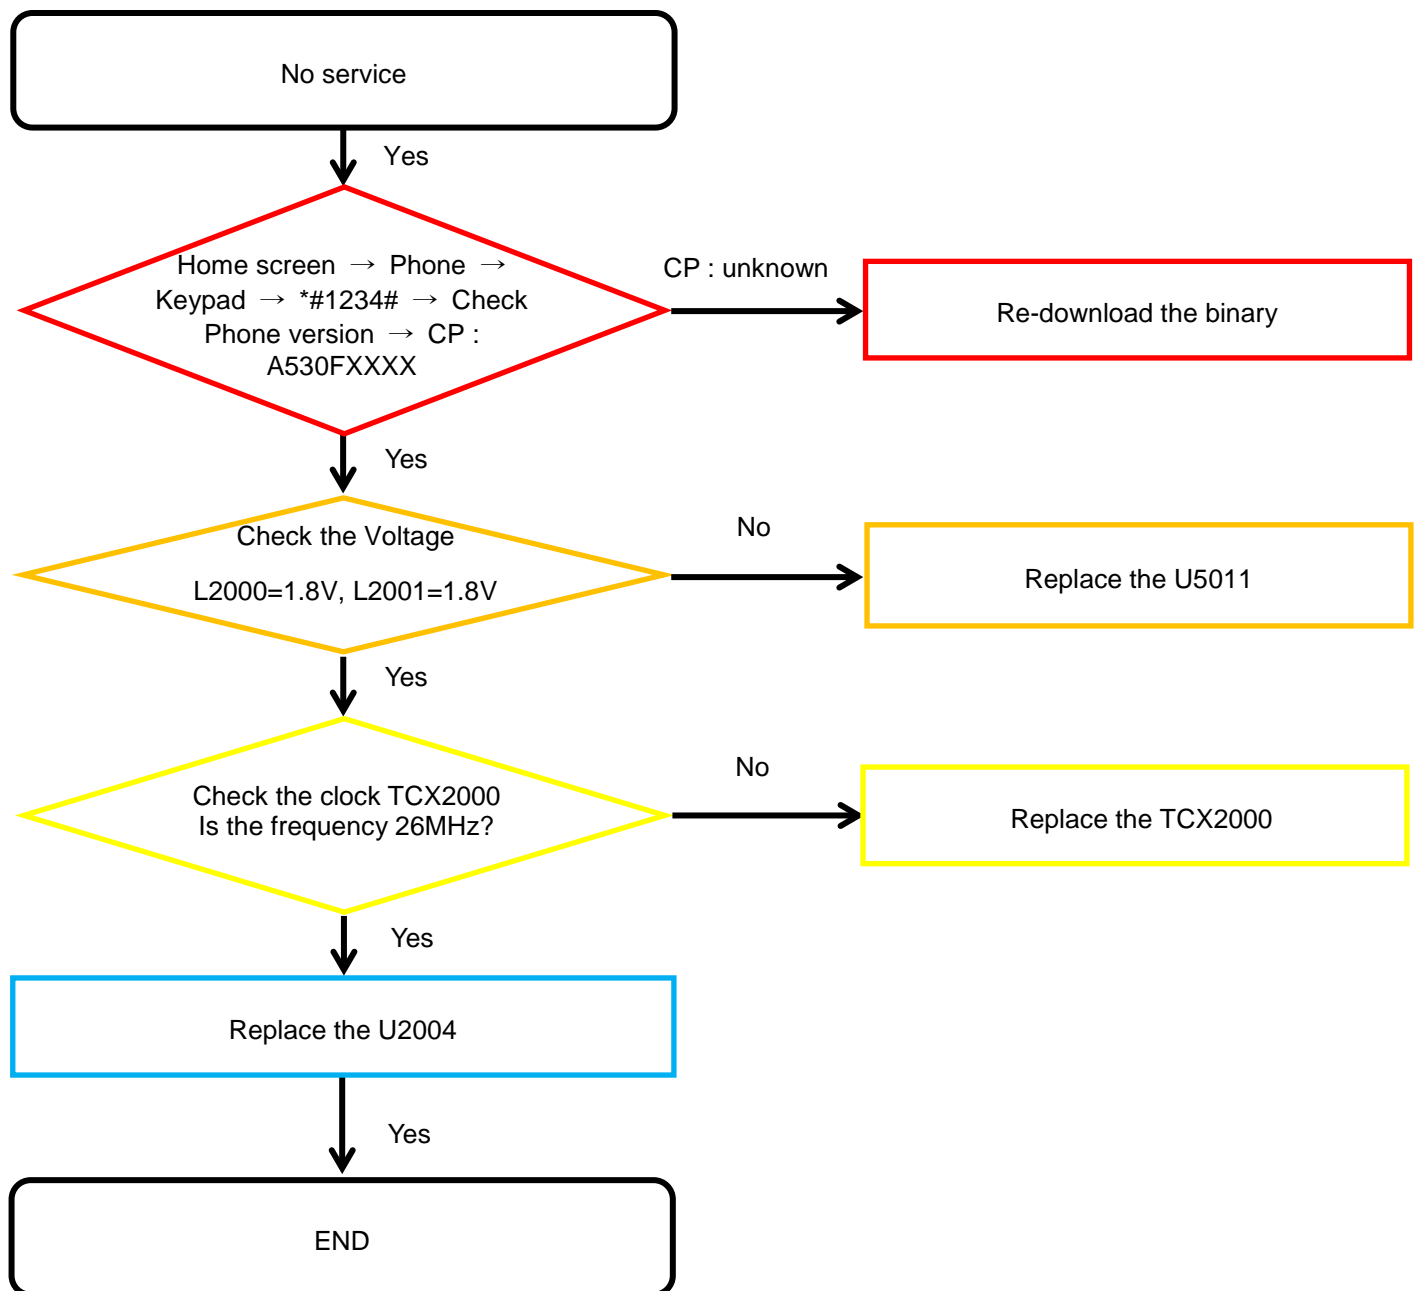 No service
Yes
Home screen → Phone →
Keypad → *#1234# → Check
Phone version → CP :
A530FXXXX
CP : unknown
Re-download the binary
Yes
Check the Voltage
L2000=1.8V, L2001=1.8V
No
Replace the U5011
Yes
Check the clock TCX2000
Is the frequency 26MHz?
No
Replace the TCX2000
Yes
Replace the U2004
Yes
END